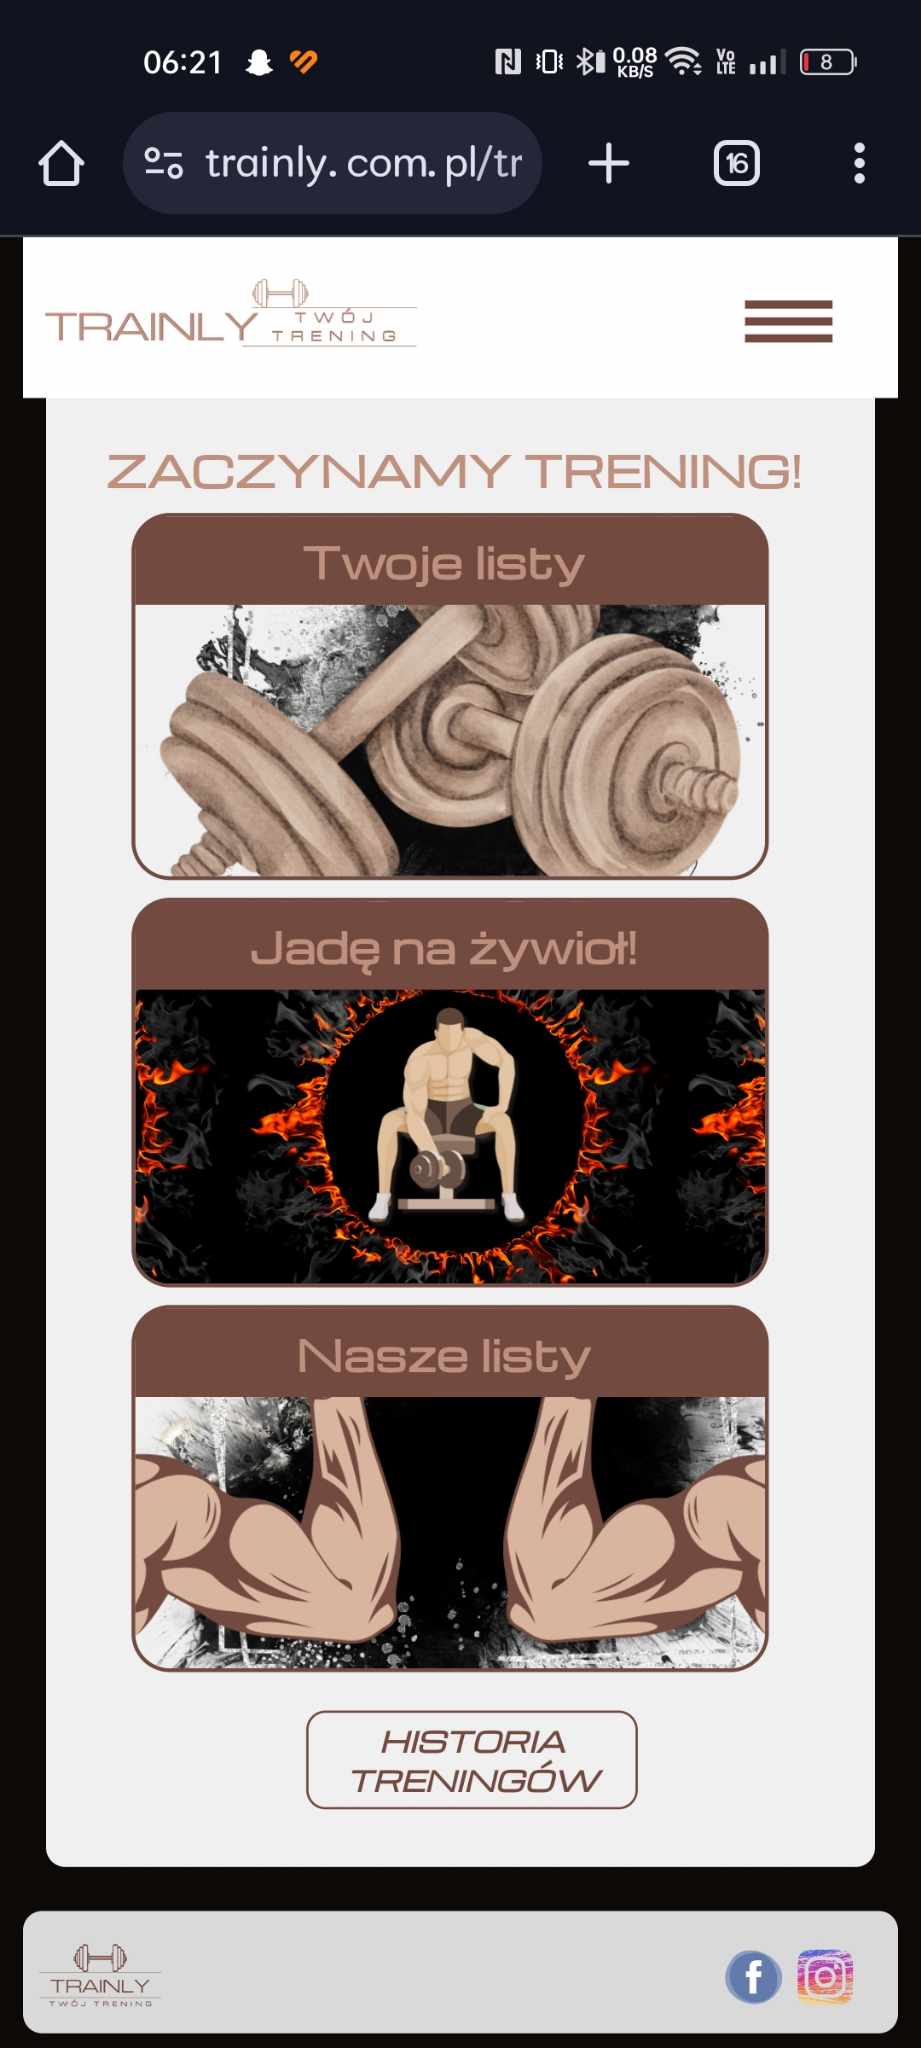 06:21
0.08
KB/S
Vo
LTE
8
trainly.com.pl/tr
16
TRAINLY
TWÓJ
TRENING
ZACZYNAMY TRENING!
Twoje listy
Jadę na żywioł!
Nasze listy
HISTORIA
TRENINGÓW
TRAINLY
TWÓJ TRENING